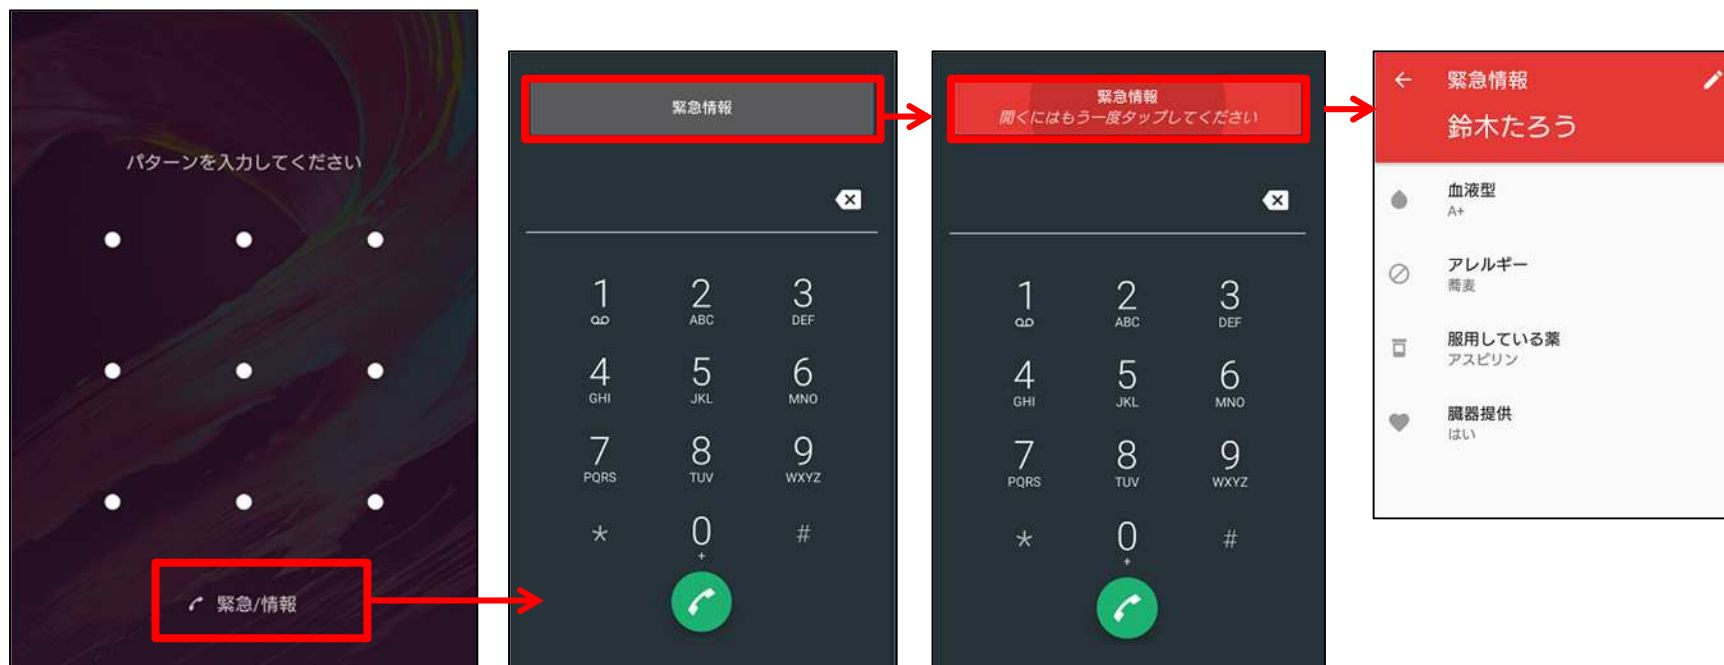 パターンを入力してください
緊急/情報
緊急情報
1
2 ABC
3 DEF
4 GHI
5 JKL
6 MNO
7 PQRS
8 TUV
9 WXYZ
*
0 +
#
緊急情報
開くにはもう一度タップしてください
1
2 ABC
3 DEF
4 GHI
5 JKL
6 MNO
7 PQRS
8 TUV
9 WXYZ
*
0 +
#
緊急情報
鈴木たろう
血液型
A+
アレルギー
蕎麦
服用している薬
アスピリン
臓器提供
はい